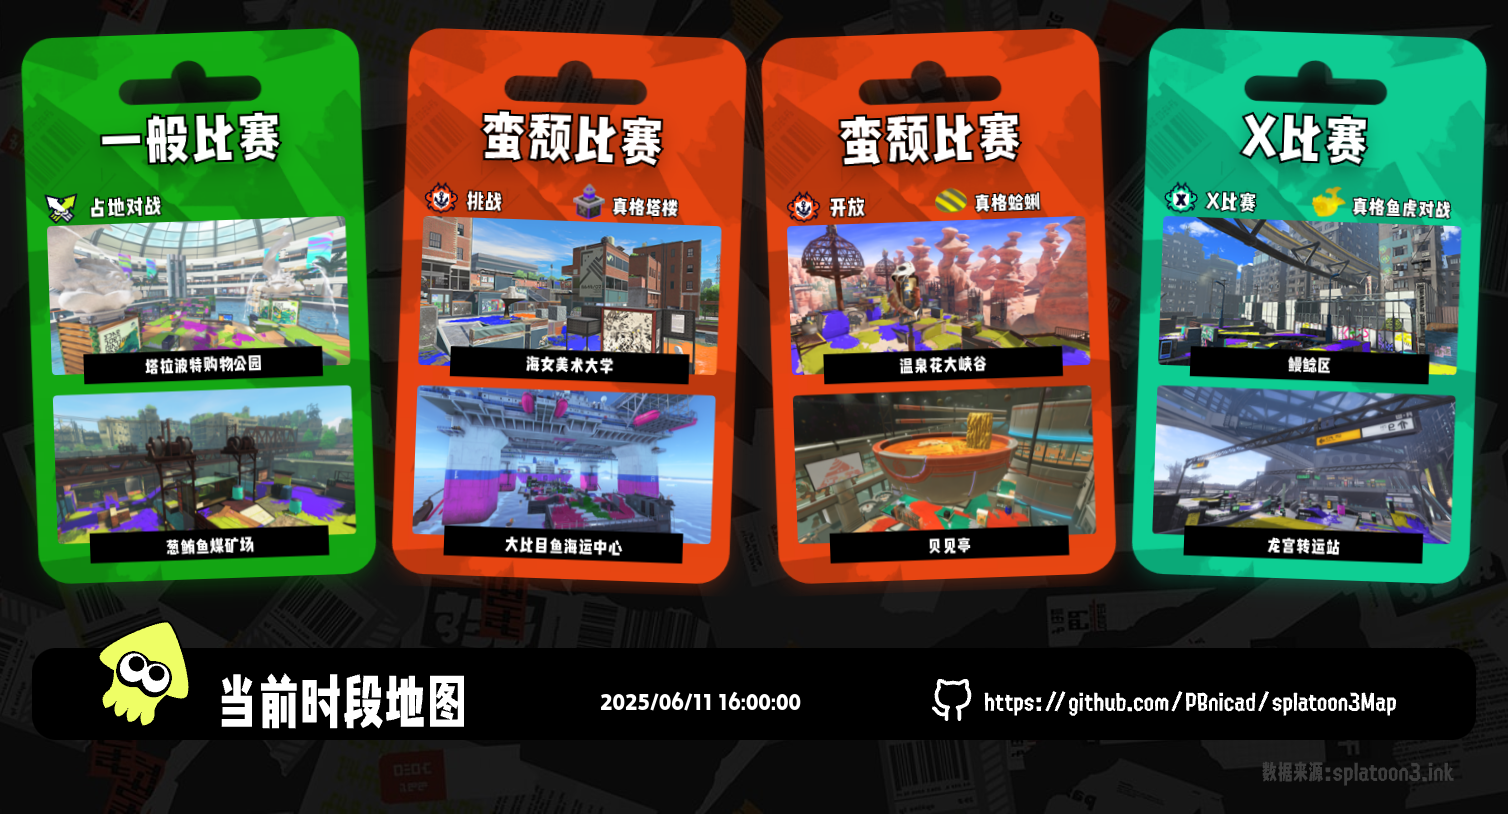 一般比赛
占地对战
塔拉波特购物公园
葱鲔鱼煤矿场
蛮颓比赛
挑战
真格塔楼
海女美术大学
大比目鱼海运中心
蛮颓比赛
开放
真格蛤蜊
温泉花大峡谷
贝贝亭
X比赛
X比赛
真格鱼虎对战
鳗鲶区
龙宫转运站
当前时段地图
2025/06/11 16:00:00
https://github.com/PBnicad/splatoon3Map
数据来源:splatoon3.ink